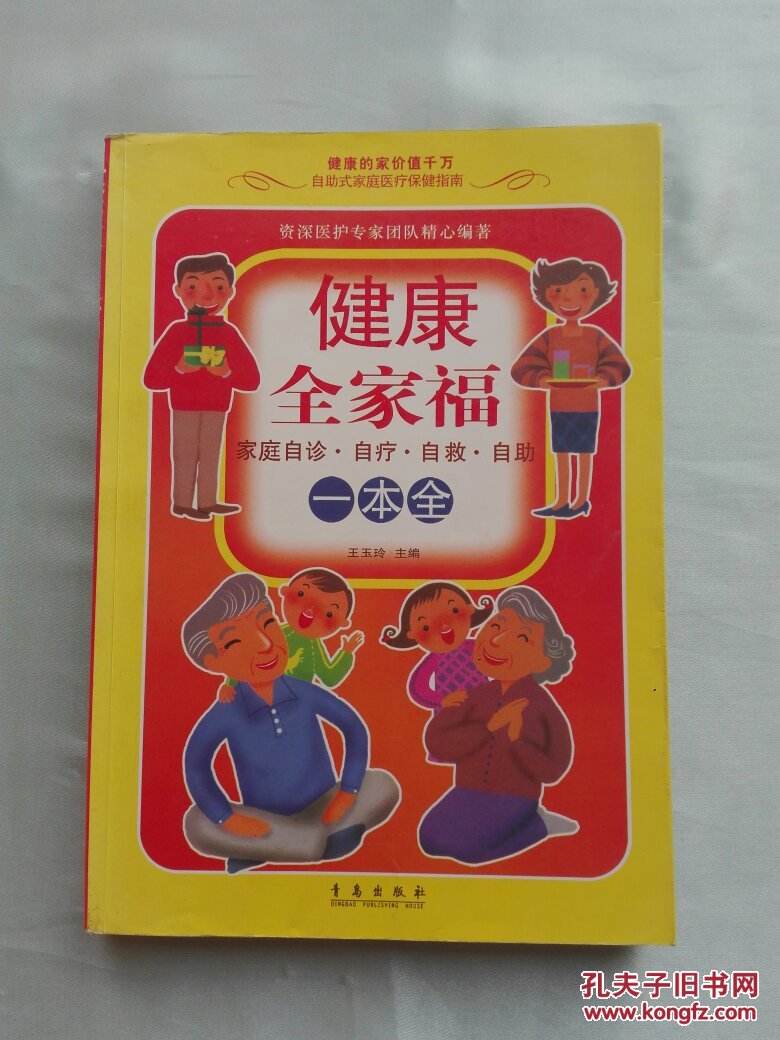 健康的家价值千万
自助式家庭医疗保健指南
资深医护专家团队精心编著
健康
全家福
家庭自诊·自疗·自救·自助
一本全
王玉玲 主编
青岛出版社
QINGDAO PUBLISHING HOUSE
孔夫子旧书网
www.kongfz.com